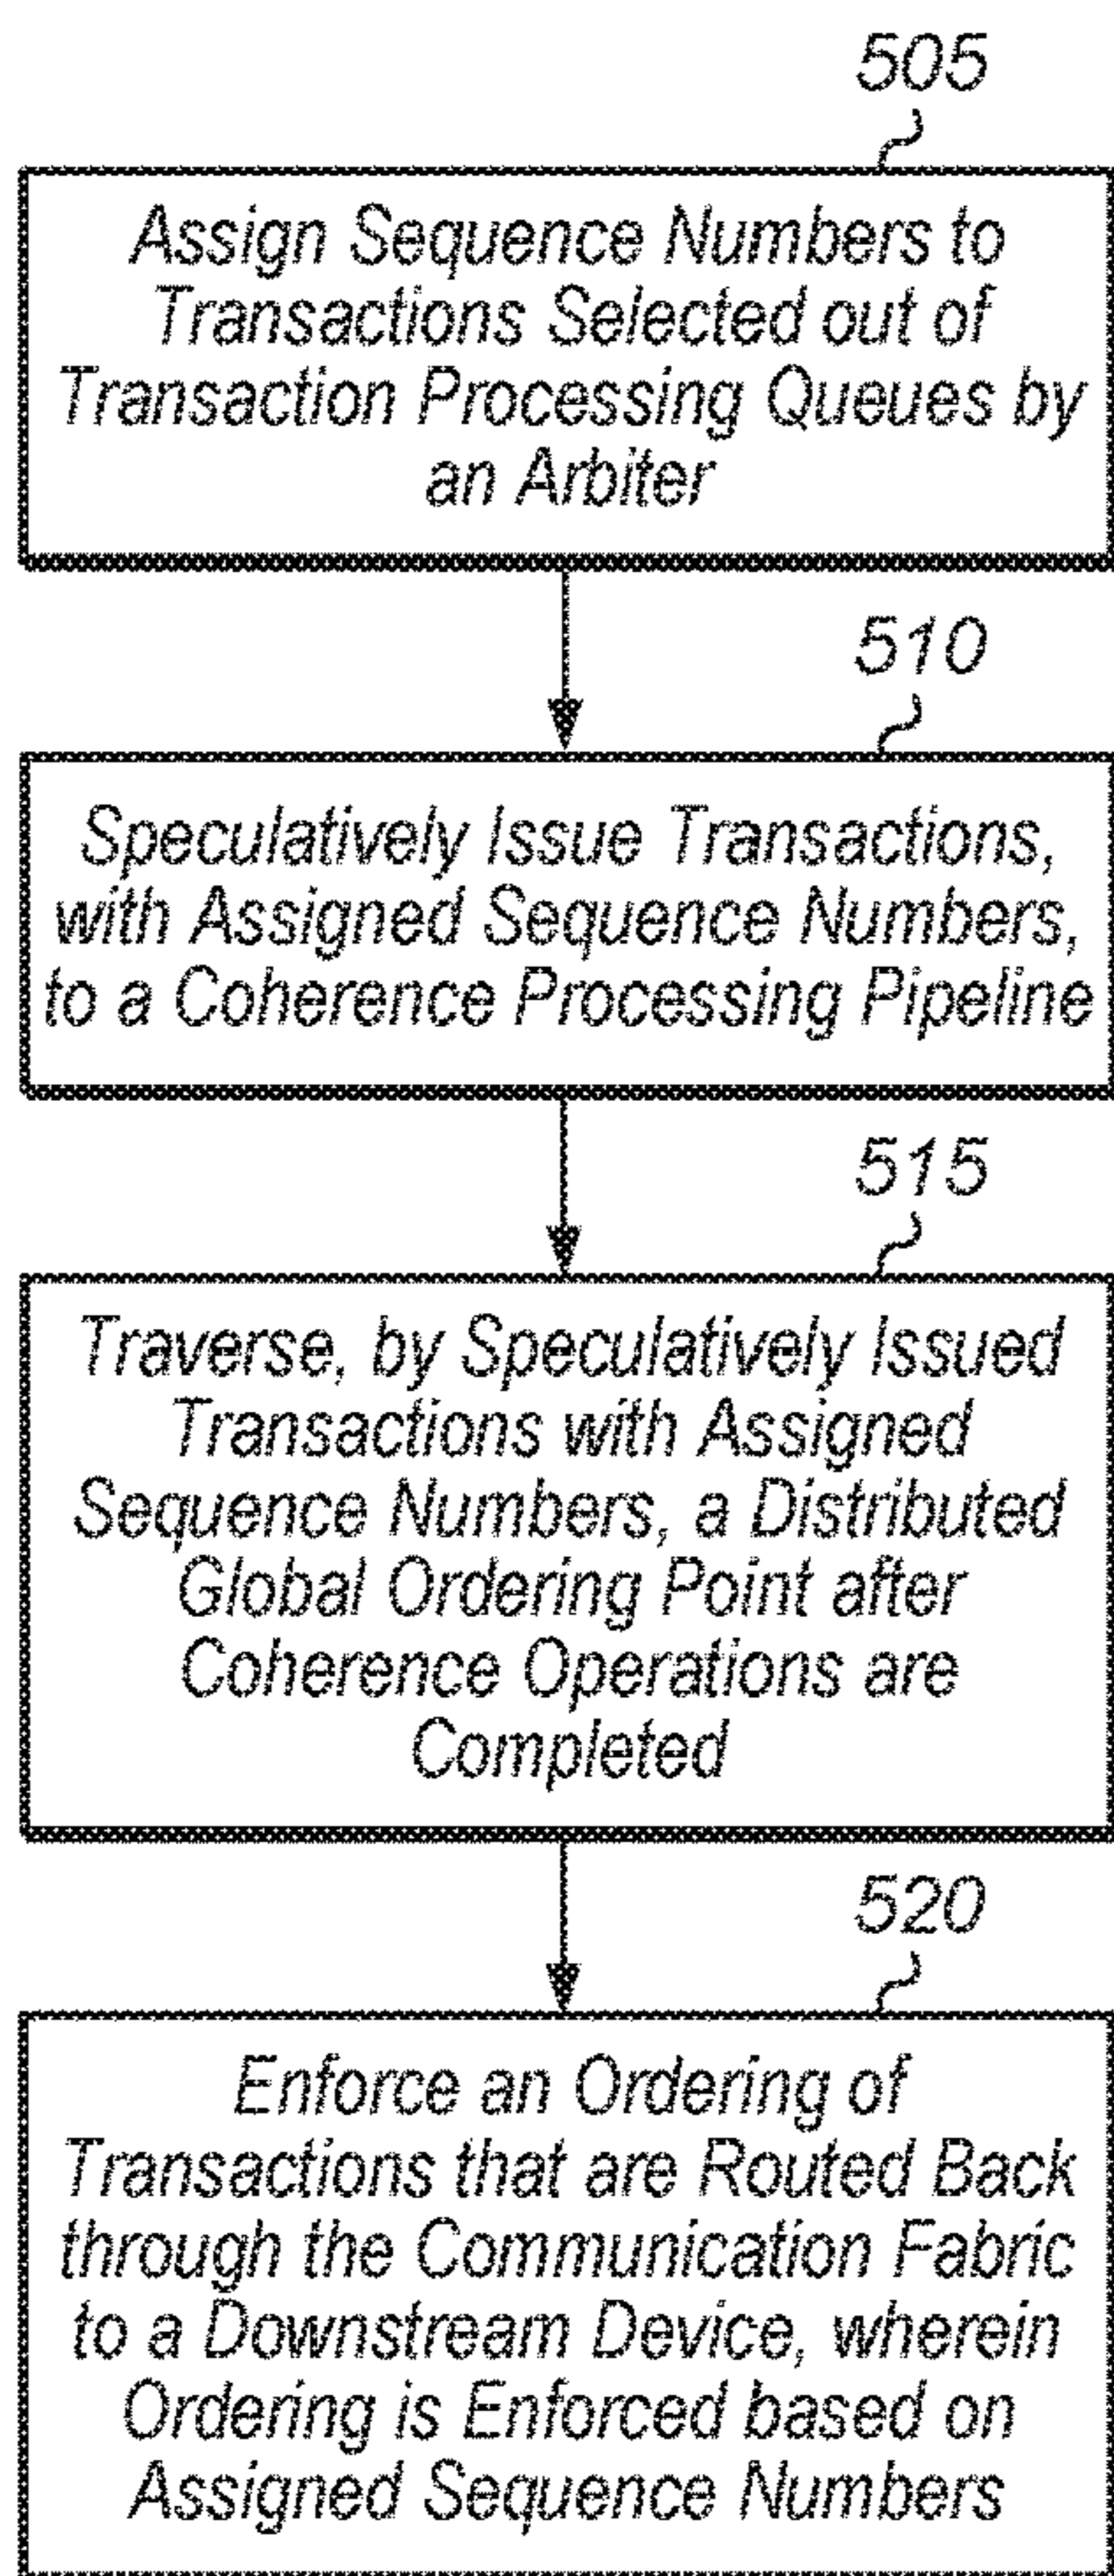 505
Assign Sequence Numbers to
Transactions Selected out of
Transaction Processing Queues by
an Arbiter
510
Speculatively Issue Transactions,
with Assigned Sequence Numbers,
to a Coherence Processing Pipeline
515
Traverse, by Speculatively Issued
Transactions with Assigned
Sequence Numbers, a Distributed
Global Ordering Point after
Coherence Operations are
Completed
520
Enforce an Ordering of
Transactions that are Routed Back
through the Communication Fabric
to a Downstream Device, wherein
Ordering is Enforced based on
Assigned Sequence Numbers